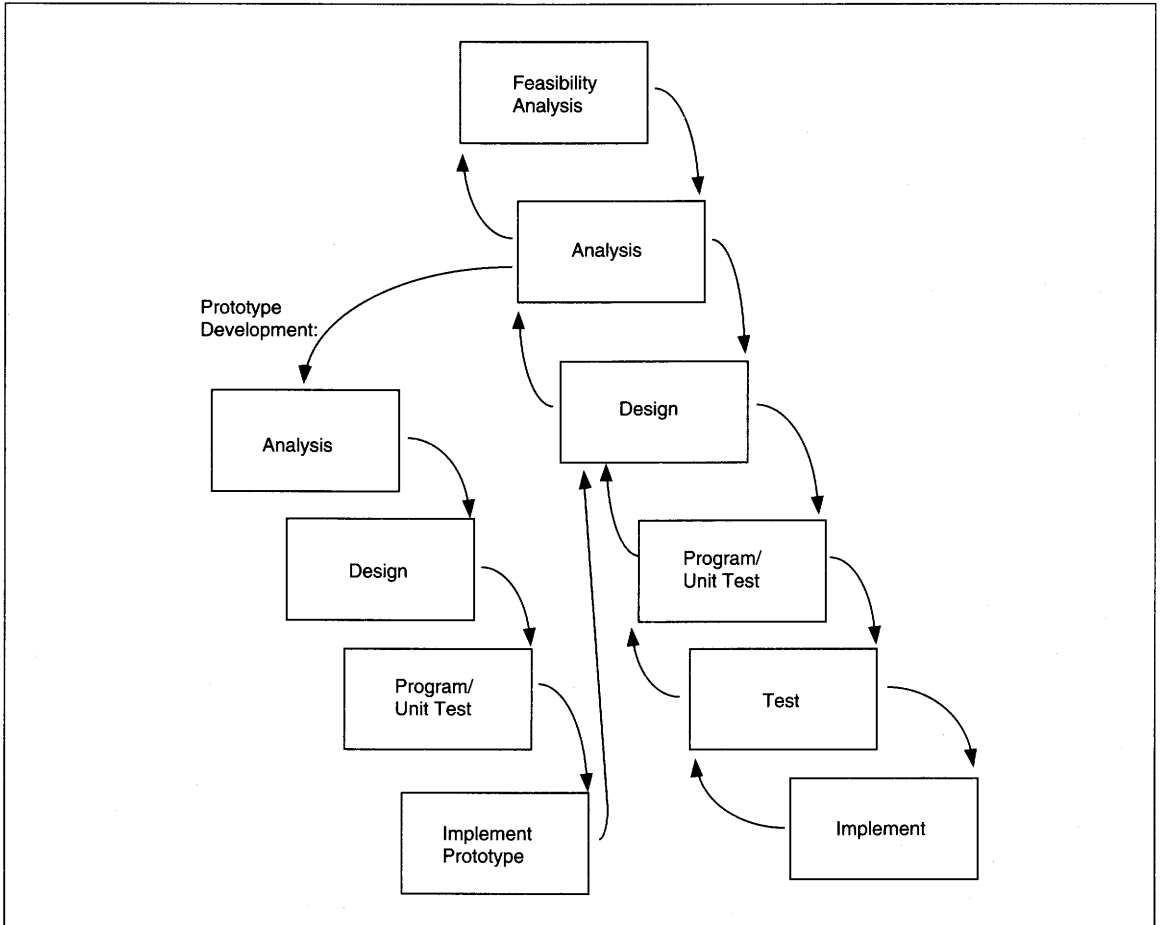 Feasibility
Analysis
Analysis
Prototype
Development:
Design
Analysis
Program/
Unit Test
Design
Test
Program/
Unit Test
Implement
Implement
Prototype